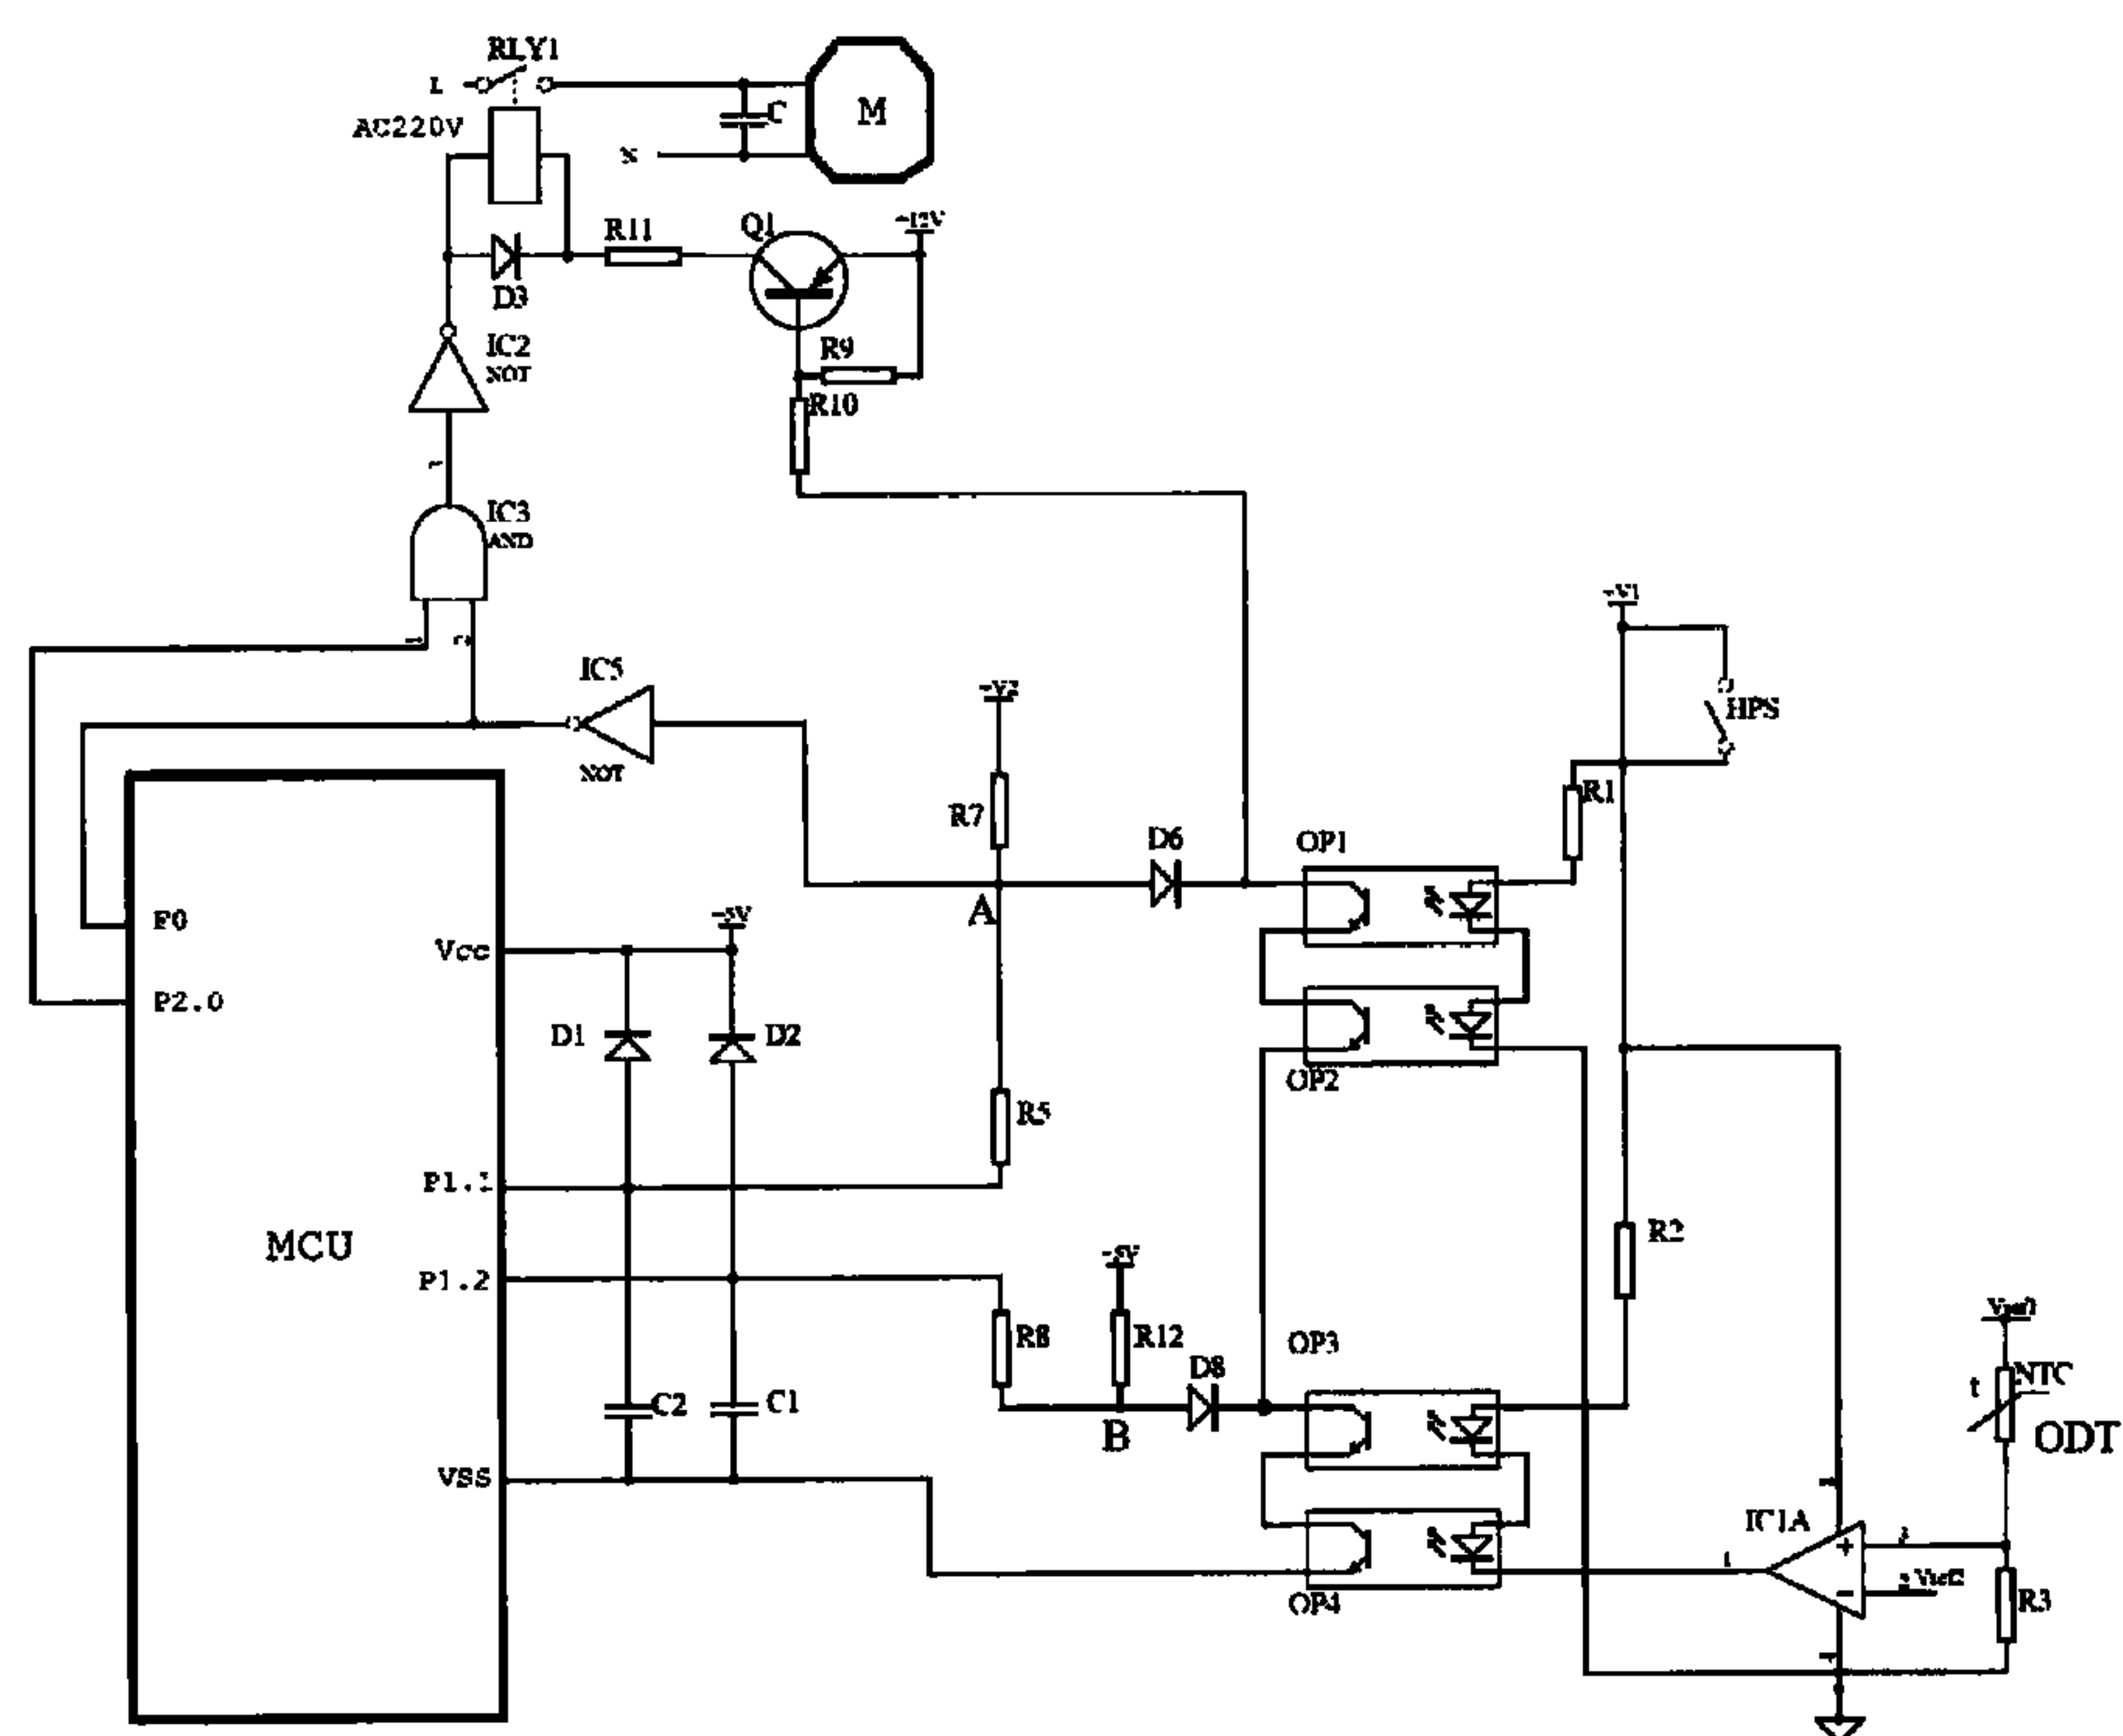 RLY1
L
AC220V
C
M
N
R11
Q1
D3
IC2
NOT
R9
R10
IC3
AND
IC5
NOT
HPS
R1
R7
D6
OP1
A
P0
Vcc
P2.0
D1
D2
OP2
R5
P1.1
MCU
R2
P1.2
R8
R12
D8
OP3
B
NTC
t
ODT
C2
C1
VSS
IC1A
+
−
OP4
R3